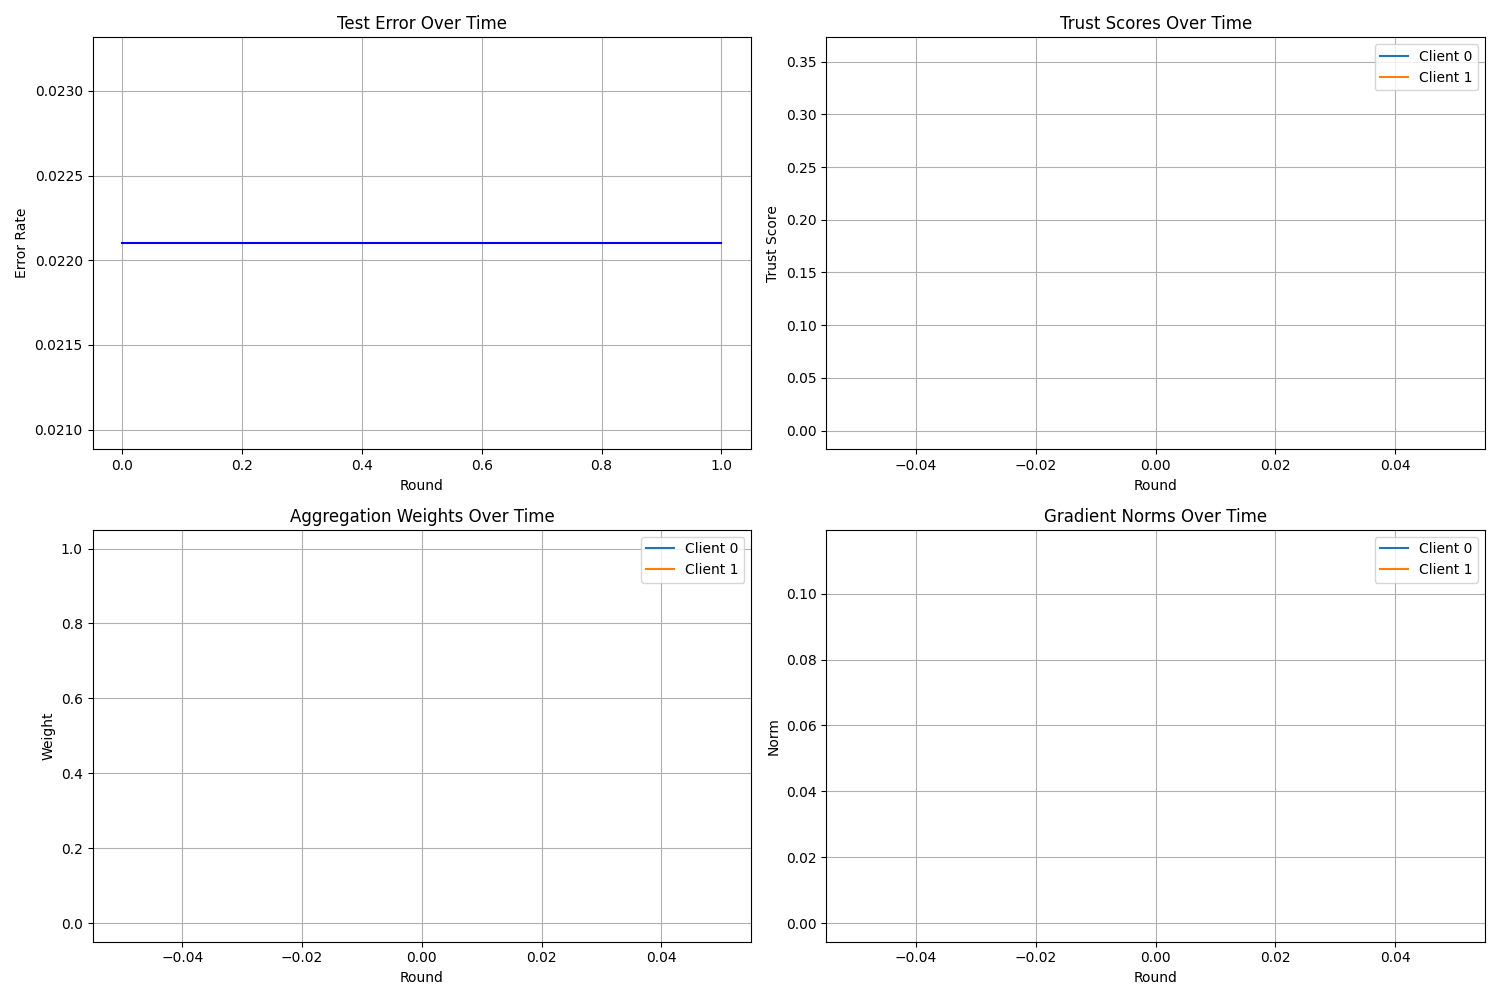 Test Error Over Time
0.0230
0.0225
0.0220
0.0215
0.0210
Error Rate
0.0 0.2 0.4 0.6 0.8 1.0
Round
Trust Scores Over Time
Client 0
Client 1
0.35
0.30
0.25
0.20
0.15
0.10
0.05
0.00
Trust Score
−0.04 −0.02 0.00 0.02 0.04
Round
Aggregation Weights Over Time
Client 0
Client 1
1.0
0.8
0.6
0.4
0.2
0.0
Weight
−0.04 −0.02 0.00 0.02 0.04
Round
Gradient Norms Over Time
Client 0
Client 1
0.10
0.08
0.06
0.04
0.02
0.00
Norm
−0.04 −0.02 0.00 0.02 0.04
Round